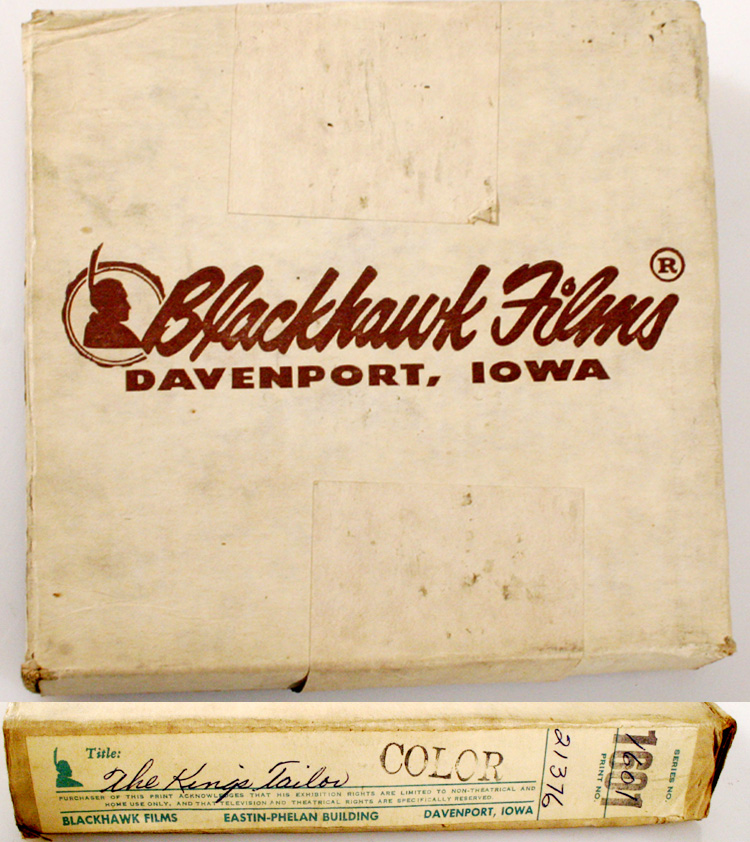 Blackhawk Films ®
DAVENPORT, IOWA
Title: The Kings Tailor COLOR
PURCHASER OF THIS PRINT ACKNOWLEDGES THAT HIS EXHIBITION RIGHTS ARE LIMITED TO NON-THEATRICAL AND
HOME USE ONLY, AND THAT TELEVISION AND THEATRICAL RIGHTS ARE SPECIFICALLY RESERVED.
BLACKHAWK FILMS EASTIN-PHELAN BUILDING DAVENPORT, IOWA
21376
PRINT NO.
1601
SERIES NO.